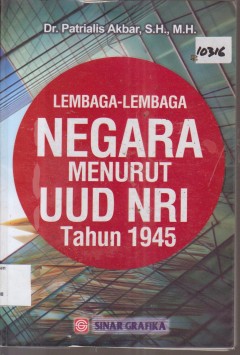 Dr. Patrialis Akbar, S.H., M.H.
10316
LEMBAGA-LEMBAGA
NEGARA
MENURUT
UUD NRI
Tahun 1945
SINAR GRAFIKA